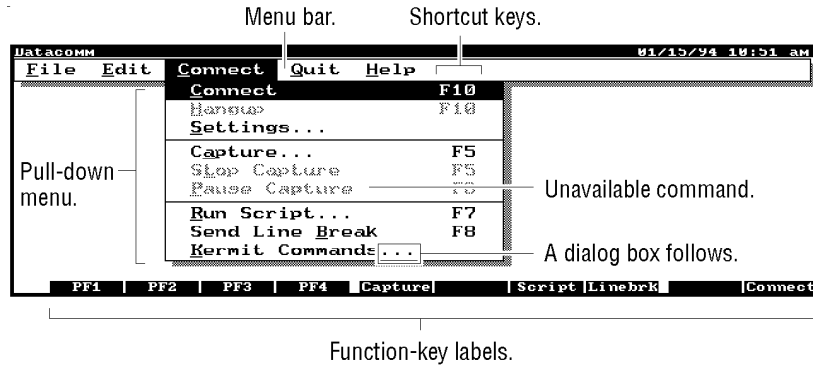 Menu bar. Shortcut keys.
Datacomm 01/15/94 10:51 am
File Edit Connect Quit Help
Connect F10
Hangup F10
Settings...
Capture... F5
Stop Capture F5
Pause Capture
Run Script... F7
Send Line Break F8
Kermit Commands...
Pull-down menu.
Unavailable command.
A dialog box follows.
PF1 PF2 PF3 PF4 Capture Script Linebrk Connect
Function-key labels.